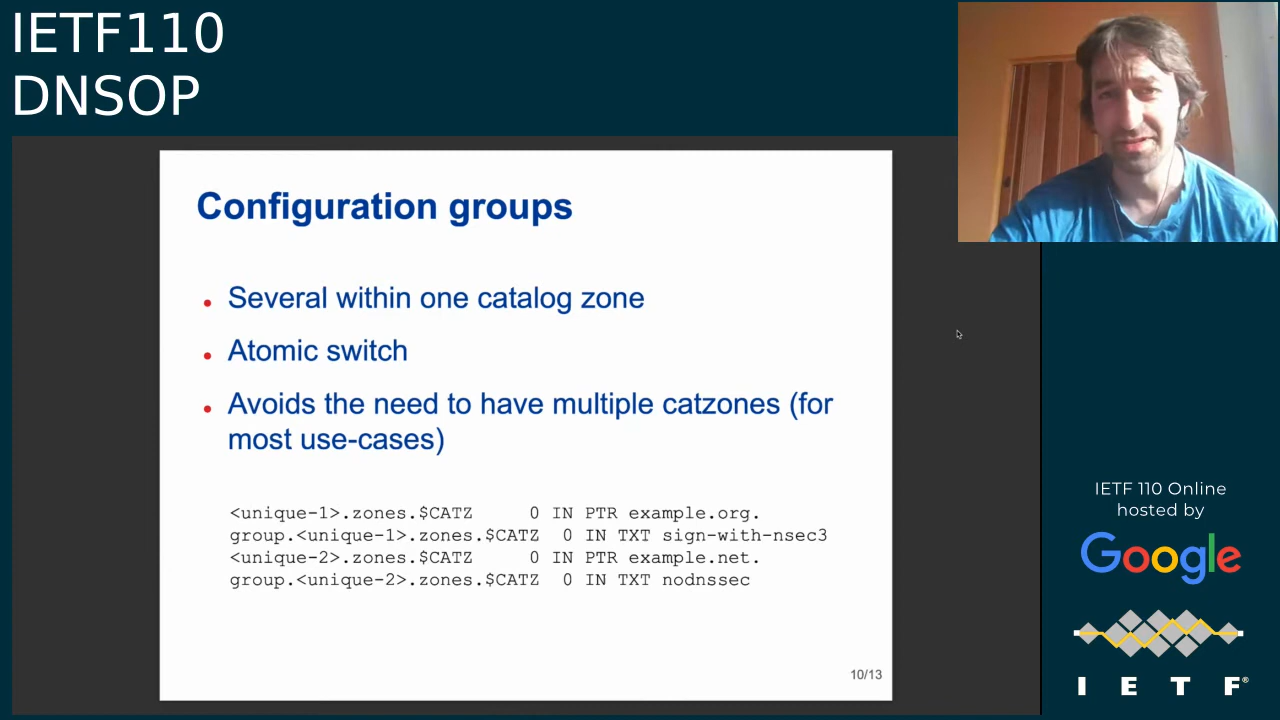 IETF110
DNSOP
Configuration groups
• Several within one catalog zone
• Atomic switch
• Avoids the need to have multiple catzones (for
most use-cases)
<unique-1>.zones.$CATZ 0 IN PTR example.org.
group.<unique-1>.zones.$CATZ 0 IN TXT sign-with-nsec3
<unique-2>.zones.$CATZ 0 IN PTR example.net.
group.<unique-2>.zones.$CATZ 0 IN TXT nodnssec
10/13
IETF 110 Online
hosted by
Google
I E T F®